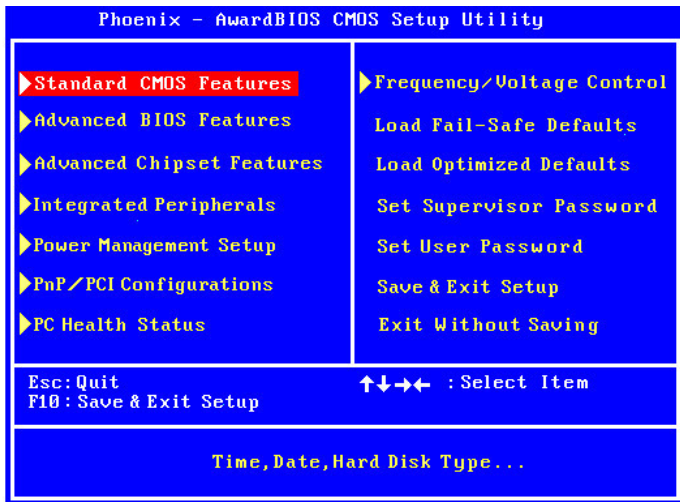 Phoenix - AwardBIOS CMOS Setup Utility
Standard CMOS Features
Advanced BIOS Features
Advanced Chipset Features
Integrated Peripherals
Power Management Setup
PnP/PCI Configurations
PC Health Status
Frequency/Voltage Control
Load Fail-Safe Defaults
Load Optimized Defaults
Set Supervisor Password
Set User Password
Save & Exit Setup
Exit Without Saving
Esc: Quit
F10: Save & Exit Setup
↑↓→← : Select Item
Time, Date, Hard Disk Type...